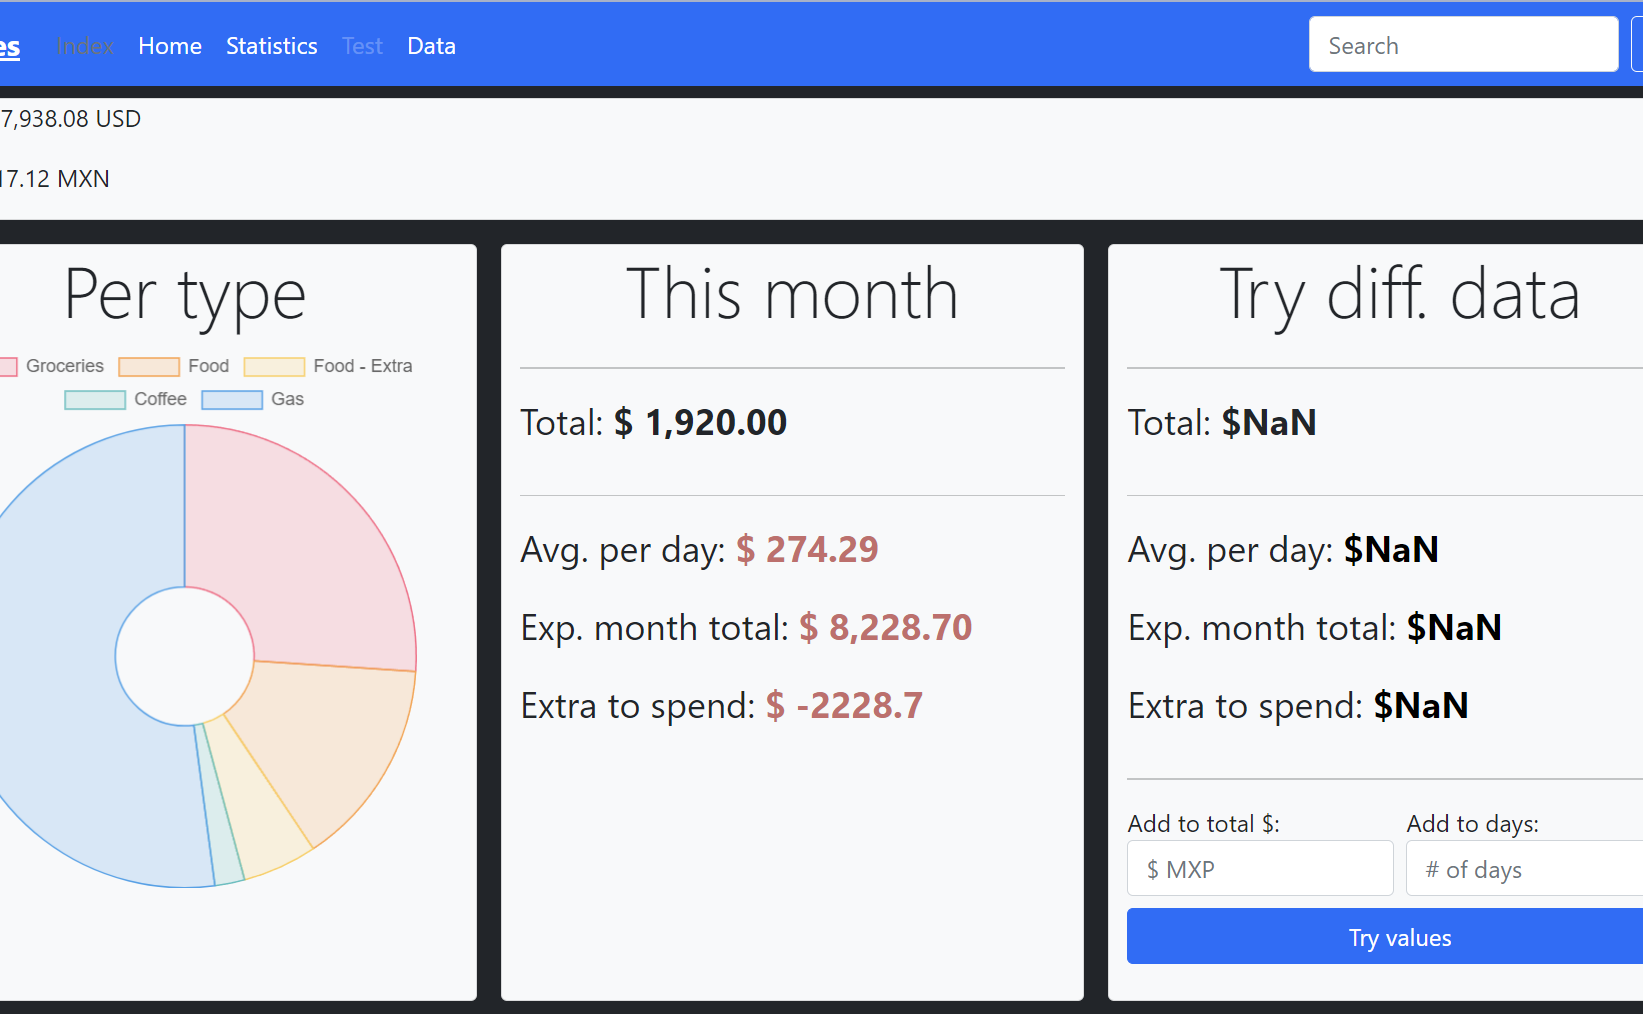 es Index Home Statistics Test Data Search
7,938.08 USD
17.12 MXN
Per type
Groceries Food Food - Extra
Coffee Gas
This month
Total: $ 1,920.00
Avg. per day: $ 274.29
Exp. month total: $ 8,228.70
Extra to spend: $ -2228.7
Try diff. data
Total: $NaN
Avg. per day: $NaN
Exp. month total: $NaN
Extra to spend: $NaN
Add to total $: Add to days:
$ MXP # of days
Try values